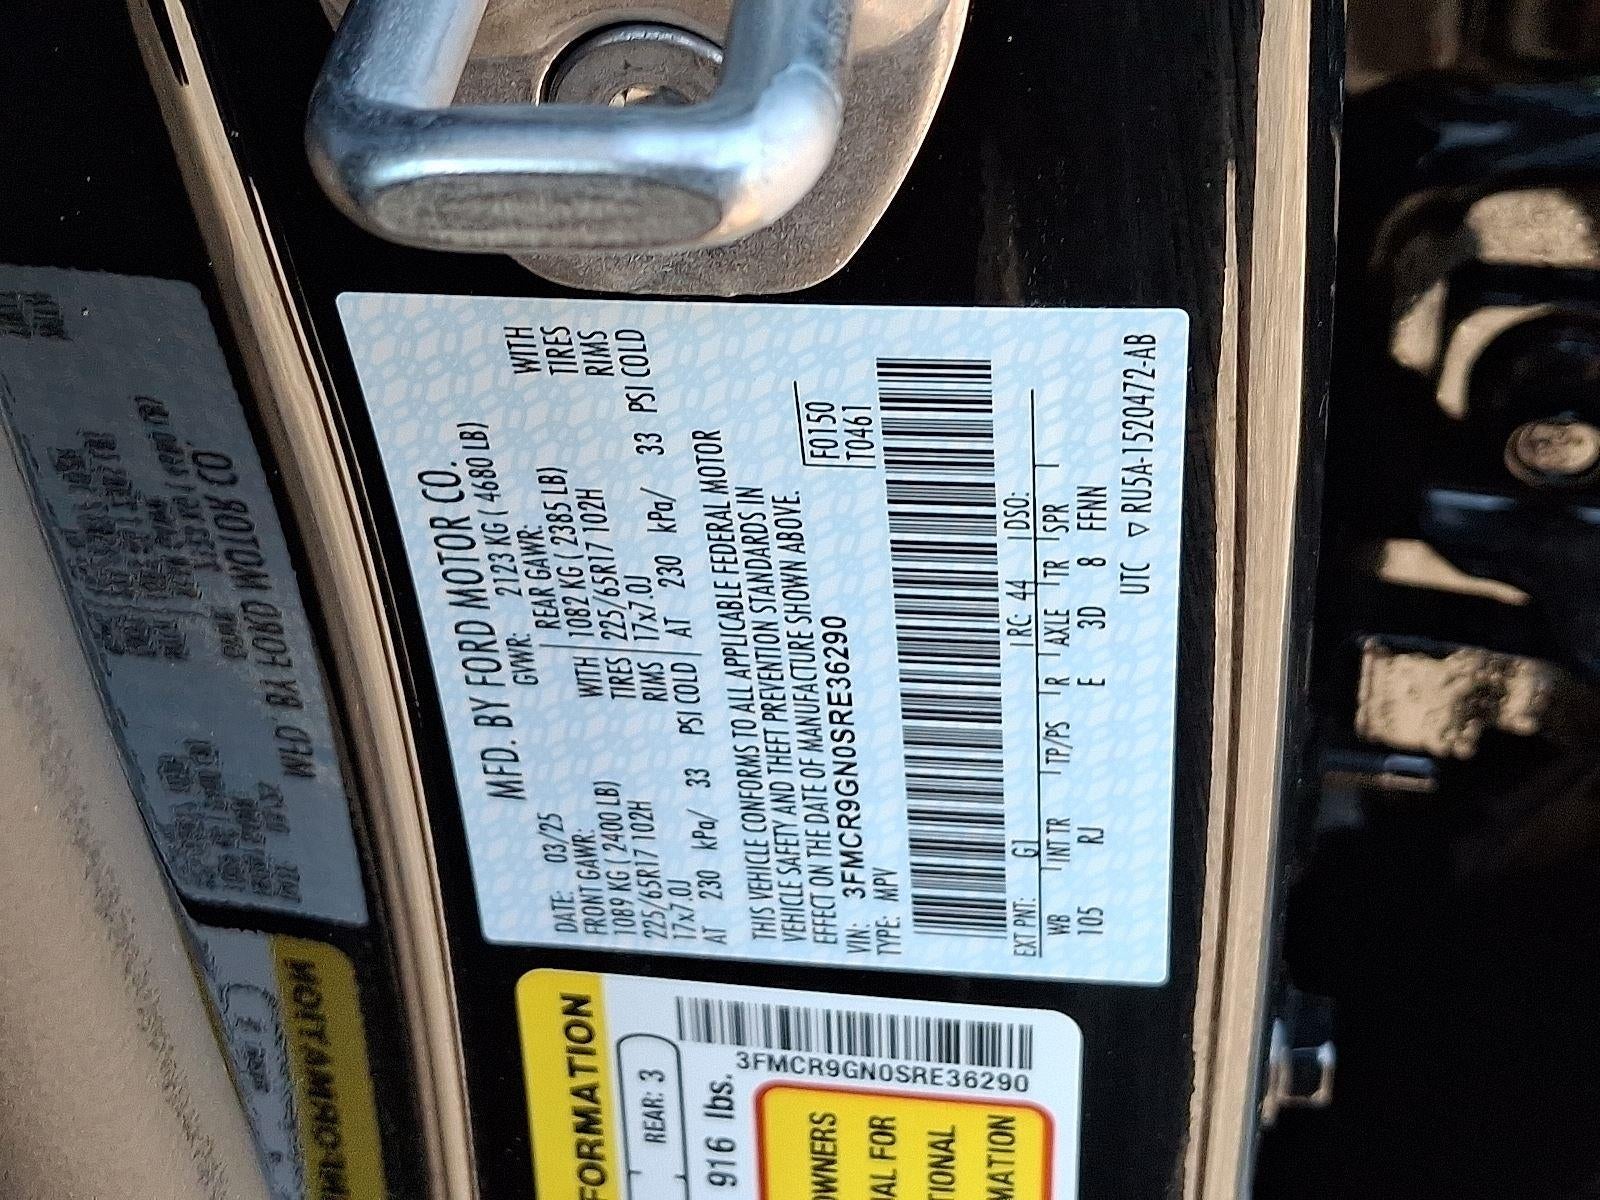 MFD. BY FORD MOTOR CO.
DATE: 03/25 GVWR: 2123 KG ( 4680 LB)
FRONT GAWR: REAR GAWR: WITH
1089 KG ( 2400 LB) WITH 1082 KG ( 2385 LB) TIRES
225/65R17 102H TIRES 225/65R17 102H RIMS
17x7.0J RIMS 17x7.0J
AT 230 kPa/ 33 PSI COLD AT 230 kPa/ 33 PSI COLD
THIS VEHICLE CONFORMS TO ALL APPLICABLE FEDERAL MOTOR
VEHICLE SAFETY AND THEFT PREVENTION STANDARDS IN
EFFECT ON THE DATE OF MANUFACTURE SHOWN ABOVE.
VIN: 3FMCR9GN0SRE36290
TYPE: MPV
F0150
T0461
EXT PNT: G1 RC: 44 DSO:
WB INT TR TP/PS R AXLE TR SPR
105 RJ E 3D 8 FFNN
UTC ▽ RU5A-1520472-AB
FORMATION
REAR: 3
916 lbs.
3FMCR9GN0SRE36290
OWNERS
AL FOR
TIONAL
MATION